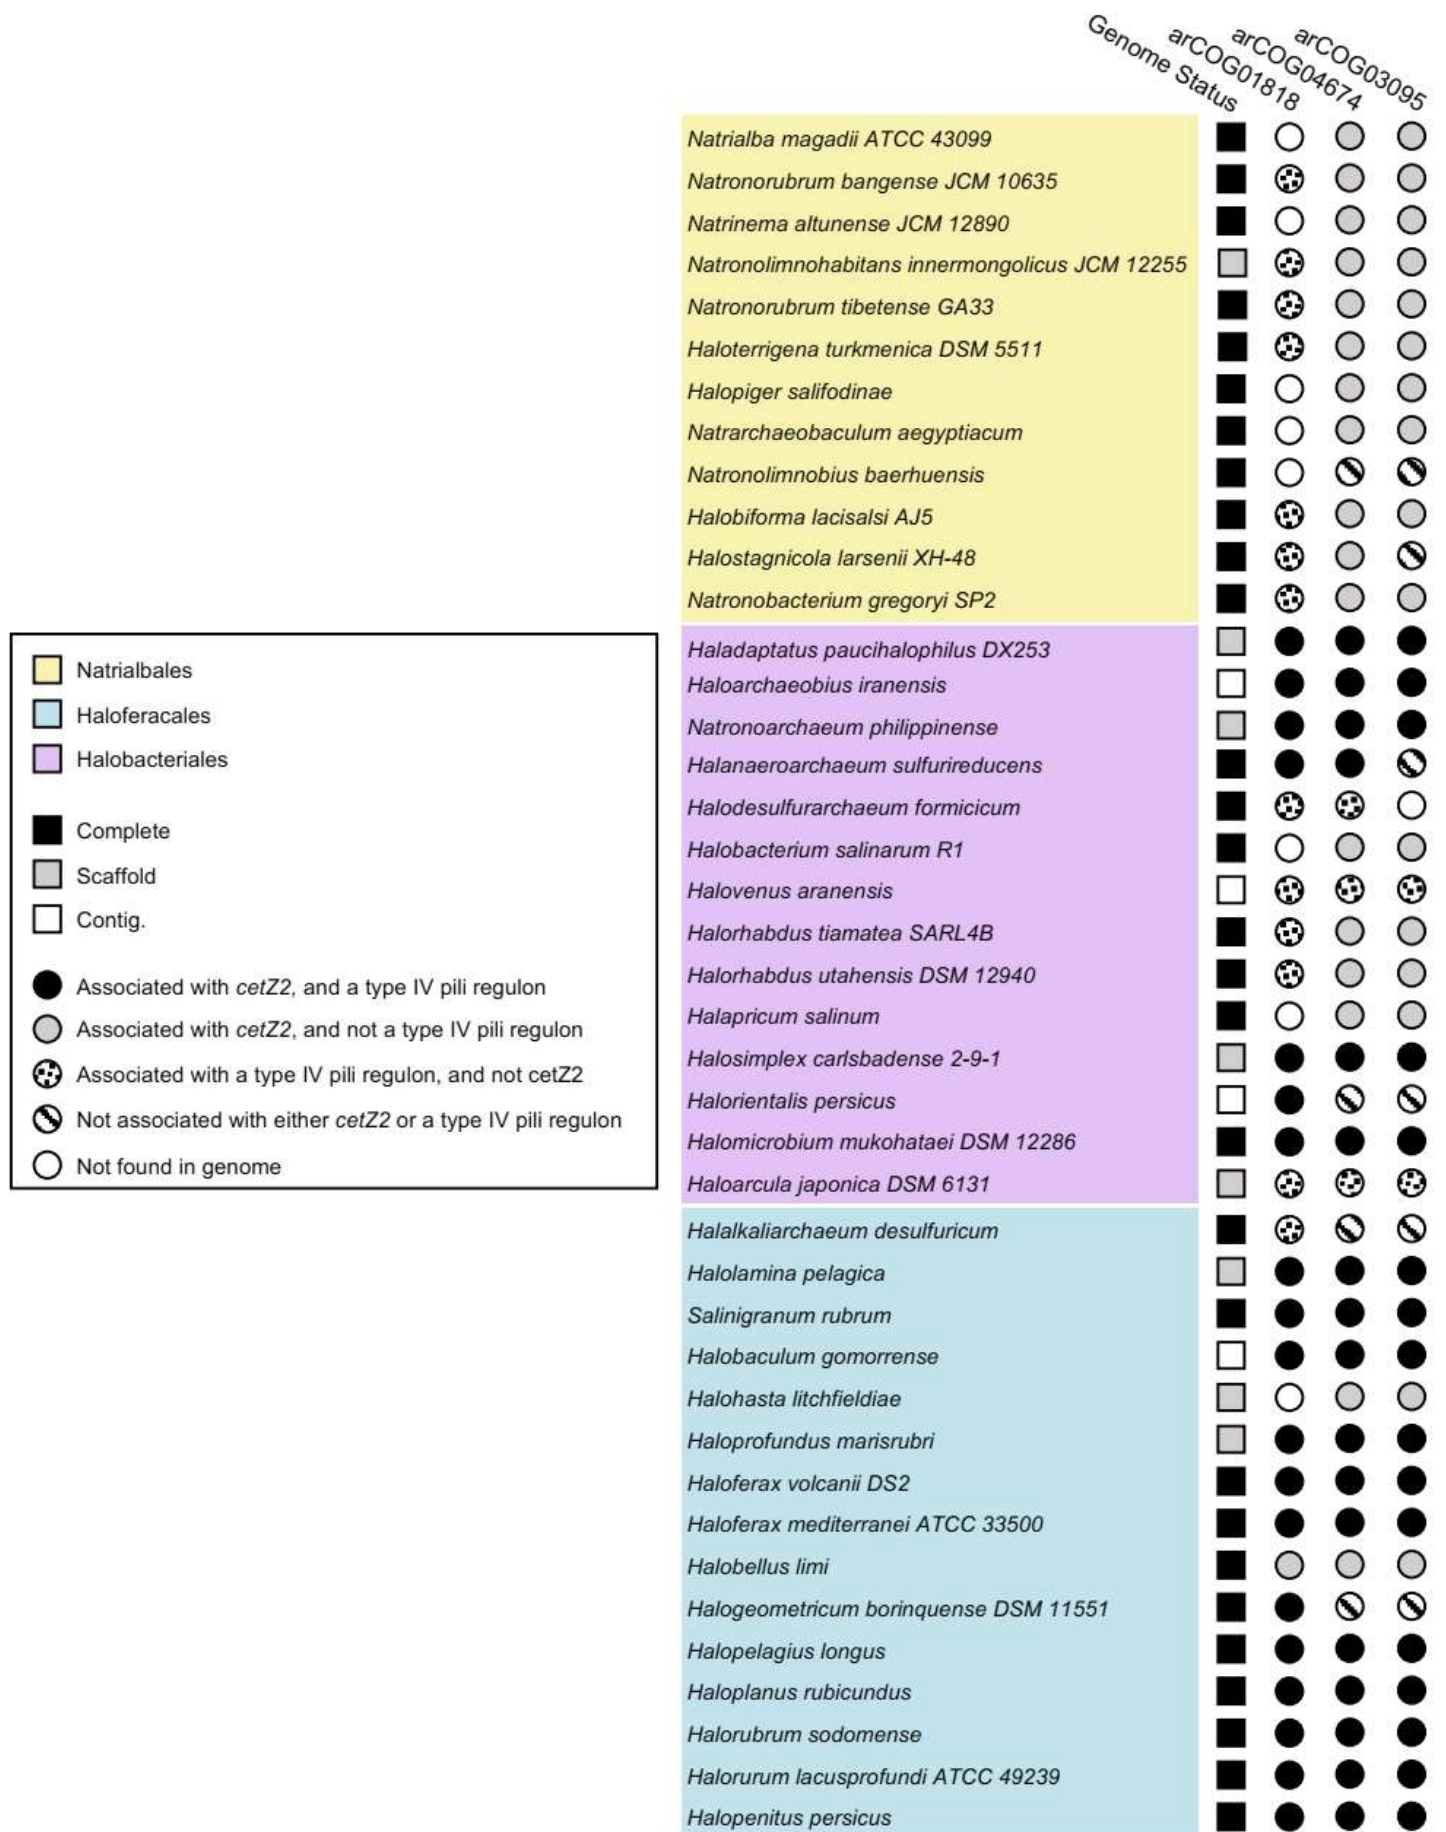 Genome Status
arCOG01818
arCOG04674
arCOG03095
Natrialba magadii ATCC 43099
Natronorubrum bangense JCM 10635
Natrinema altunense JCM 12890
Natronolimnohabitans innermongolicus JCM 12255
Natronorubrum tibetense GA33
Haloterrigena turkmenica DSM 5511
Halopiger salifodinae
Natrarchaeobaculum aegyptiacum
Natronolimnobius baerhuensis
Halobiforma lacisalsi AJ5
Halostagnicola larsenii XH-48
Natronobacterium gregoryi SP2
Haladaptatus paucihalophilus DX253
Haloarchaeobius iranensis
Natronoarchaeum philippinense
Halanaeroarchaeum sulfurireducens
Halodesulfurarchaeum formicicum
Halobacterium salinarum R1
Halovenus aranensis
Halorhabdus tiamatea SARL4B
Halorhabdus utahensis DSM 12940
Halapricum salinum
Halosimplex carlsbadense 2-9-1
Halorientalis persicus
Halomicrobium mukohataei DSM 12286
Haloarcula japonica DSM 6131
Halalkaliarchaeum desulfuricum
Halolamina pelagica
Salinigranum rubrum
Halobaculum gomorrense
Halohasta litchfieldiae
Haloprofundus marisrubri
Haloferax volcanii DS2
Haloferax mediterranei ATCC 33500
Halobellus limi
Halogeometricum borinquense DSM 11551
Halopelagius longus
Haloplanus rubicundus
Halorubrum sodomense
Halorurum lacusprofundi ATCC 49239
Halopenitus persicus
Natrialbales
Haloferacales
Halobacteriales
Complete
Scaffold
Contig.
Associated with cetZ2, and a type IV pili regulon
Associated with cetZ2, and not a type IV pili regulon
Associated with a type IV pili regulon, and not cetZ2
Not associated with either cetZ2 or a type IV pili regulon
Not found in genome